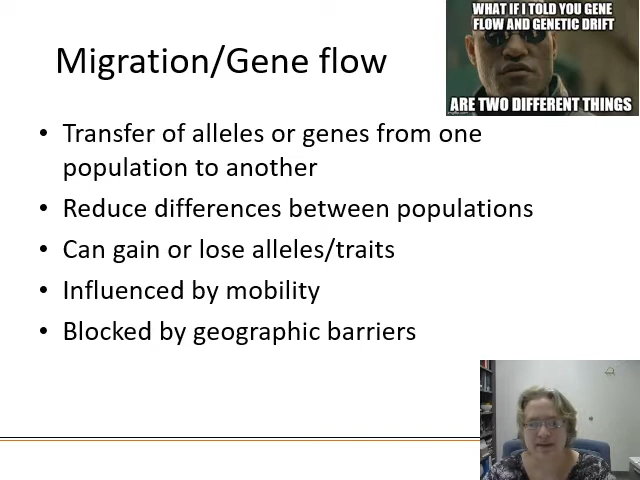 WHAT IF I TOLD YOU GENE
FLOW AND GENETIC DRIFT
ARE TWO DIFFERENT THINGS
Migration/Gene flow
• Transfer of alleles or genes from one
population to another
• Reduce differences between populations
• Can gain or lose alleles/traits
• Influenced by mobility
• Blocked by geographic barriers